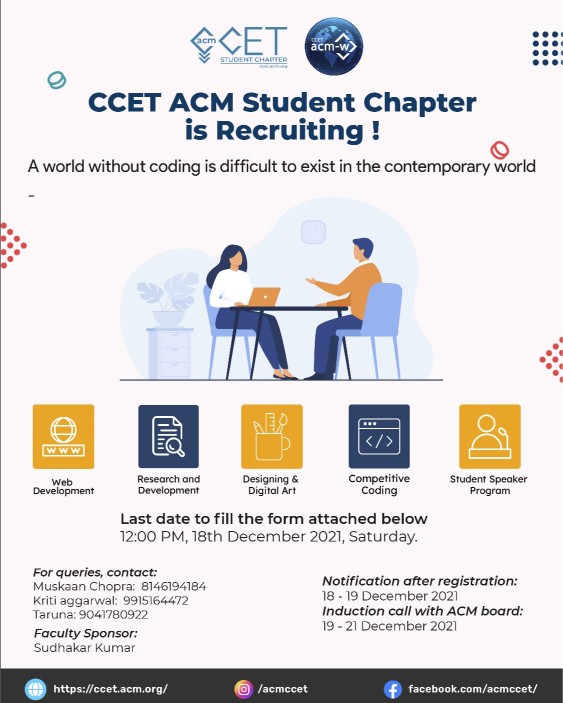 acm CCET
STUDENT CHAPTER
CCET
acm-w
CCET ACM Student Chapter
is Recruiting !
A world without coding is difficult to exist in the contemporary world
-
WWW
</>
Web
Development
Research and
Development
Designing &
Digital Art
Competitive
Coding
Student Speaker
Program
Last date to fill the form attached below
12:00 PM, 18th December 2021, Saturday.
For queries, contact:
Muskaan Chopra: 8146194184
Kriti aggarwal: 9915164472
Taruna: 9041780922
Faculty Sponsor:
Sudhakar Kumar
Notification after registration:
18 - 19 December 2021
Induction call with ACM board:
19 - 21 December 2021
https://ccet.acm.org/
/acmccet
facebook.com/acmccet/